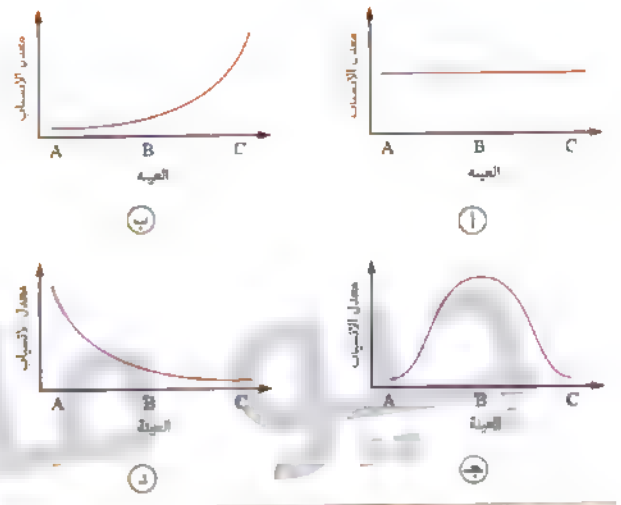 معدل الانسياب
A B C
العينة
أ
معدل الانسياب
A B C
العينة
ب
معدل الانسياب
A B C
العينة
جـ
معدل الانسياب
A B C
العينة
د